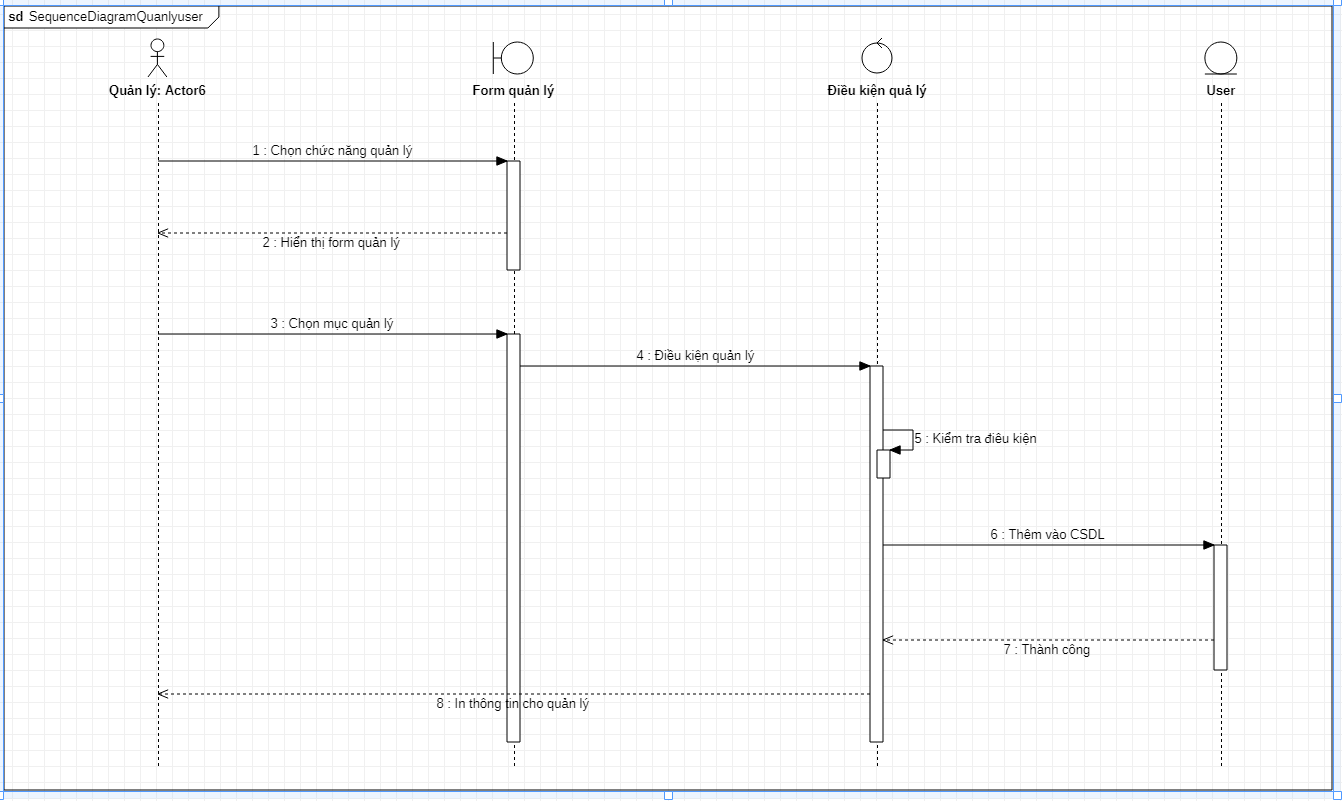 sd SequenceDiagramQuanlyuser
Quản lý: Actor6
Form quản lý
Điều kiện quả lý
User
1 : Chọn chức năng quản lý
2 : Hiển thị form quản lý
3 : Chọn mục quản lý
4 : Điều kiện quản lý
5 : Kiểm tra điêu kiện
6 : Thêm vào CSDL
7 : Thành công
8 : In thông tin cho quản lý